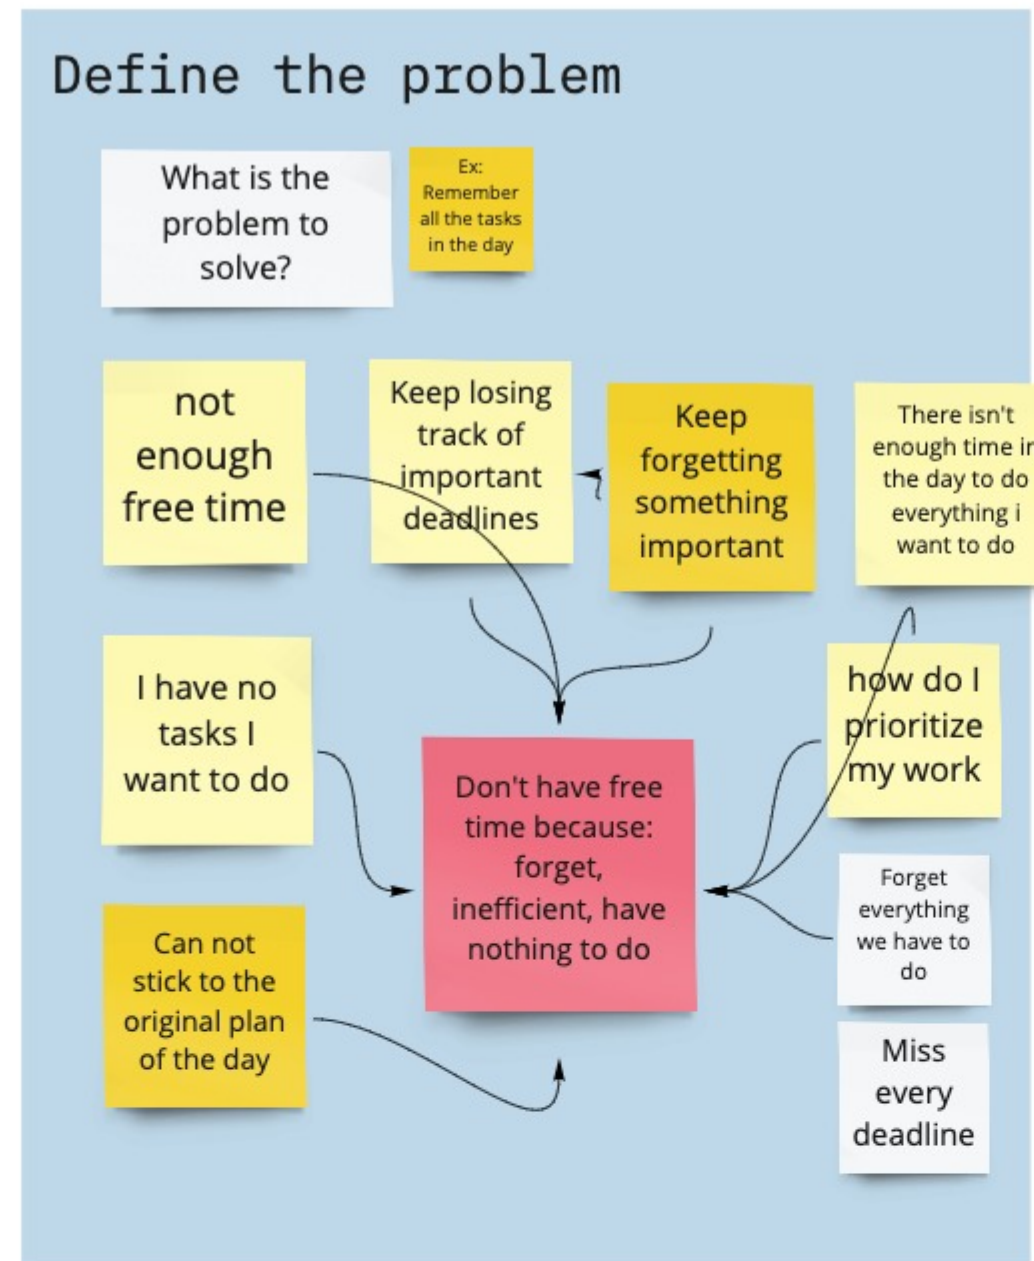 Define the problem
What is the
problem to
solve?
Ex:
Remember
all the tasks
in the day
not
enough
free time
Keep losing
track of
important
deadlines
Keep
forgetting
something
important
There isn't
enough time in
the day to do
everything i
want to do
I have no
tasks I
want to do
how do I
prioritize
my work
Don't have free
time because:
forget,
inefficient, have
nothing to do
Forget
everything
we have to
do
Can not
stick to the
original plan
of the day
Miss
every
deadline